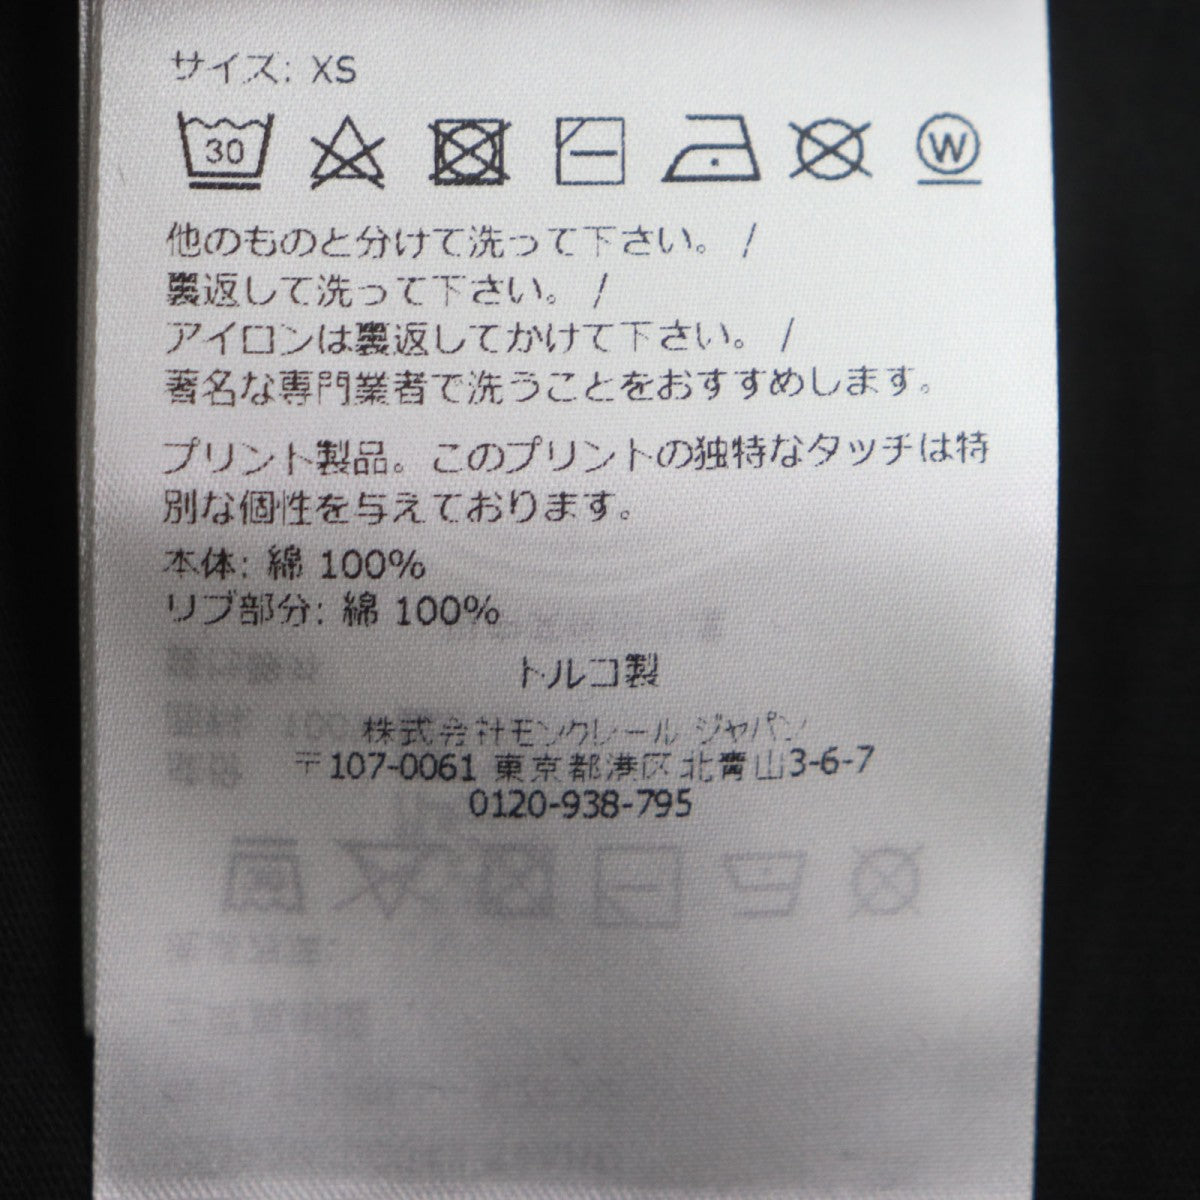 サイズ: XS
30
W
他のものと分けて洗って下さい。 /
裏返して洗って下さい。 /
アイロンは裏返してかけて下さい。 /
著名な専門業者で洗うことをおすすめします。
プリント製品。このプリントの独特なタッチは特
別な個性を与えております。
本体: 綿 100%
リブ部分: 綿 100%
トルコ製
株式会社モンクレール ジャパン
〒107-0061 東京都港区北青山3-6-7
0120-938-795